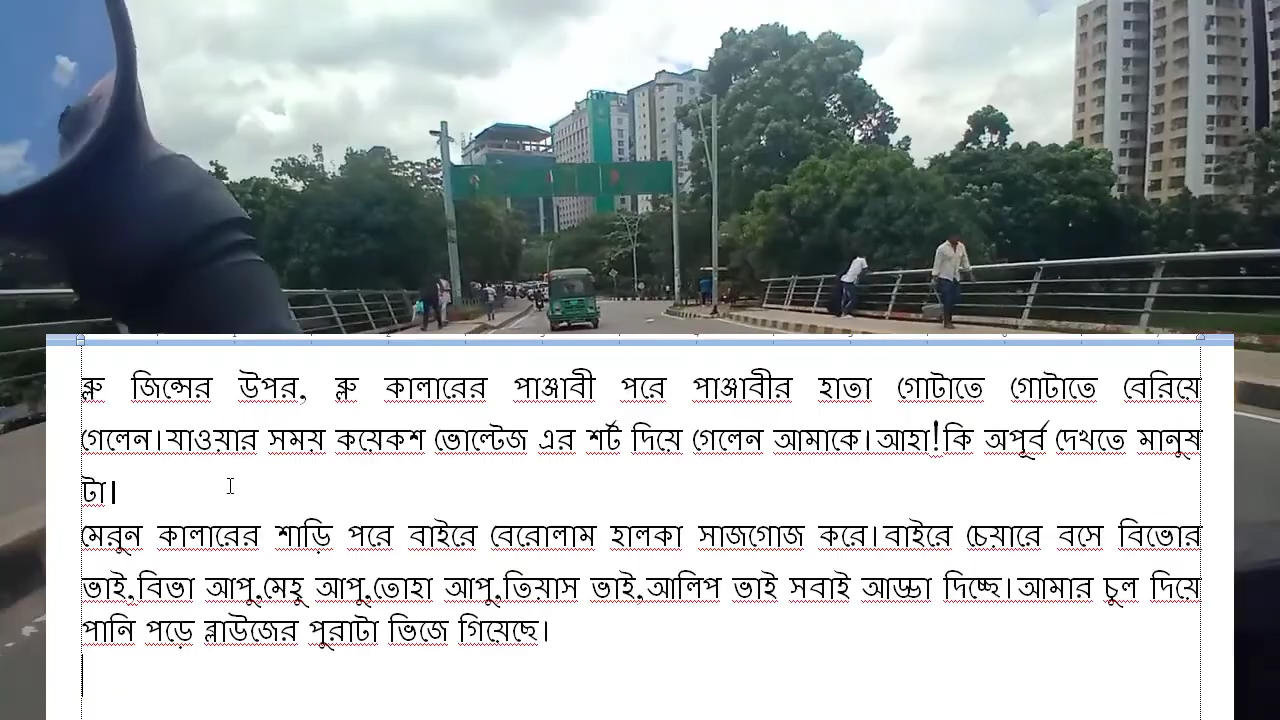 ব্লু জিন্সের উপর, ব্লু কালারের পাঞ্জাবী পরে পাঞ্জাবীর হাতা গোটাতে গোটাতে বেরিয়ে
গেলেন।যাওয়ার সময় কয়েকশ ভোল্টেজ এর শর্ট দিয়ে গেলেন আমাকে।আহা!কি অপূর্ব দেখতে মানুষ
টা।
মেরুন কালারের শাড়ি পরে বাইরে বেরোলাম হালকা সাজগোজ করে।বাইরে চেয়ারে বসে বিভোর
ভাই,বিভা আপু,মেহু আপু,তোহা আপু,তিয়াস ভাই,আলিপ ভাই সবাই আড্ডা দিচ্ছে।আমার চুল দিয়ে
পানি পড়ে ব্লাউজের পুরাটা ভিজে গিয়েছে।